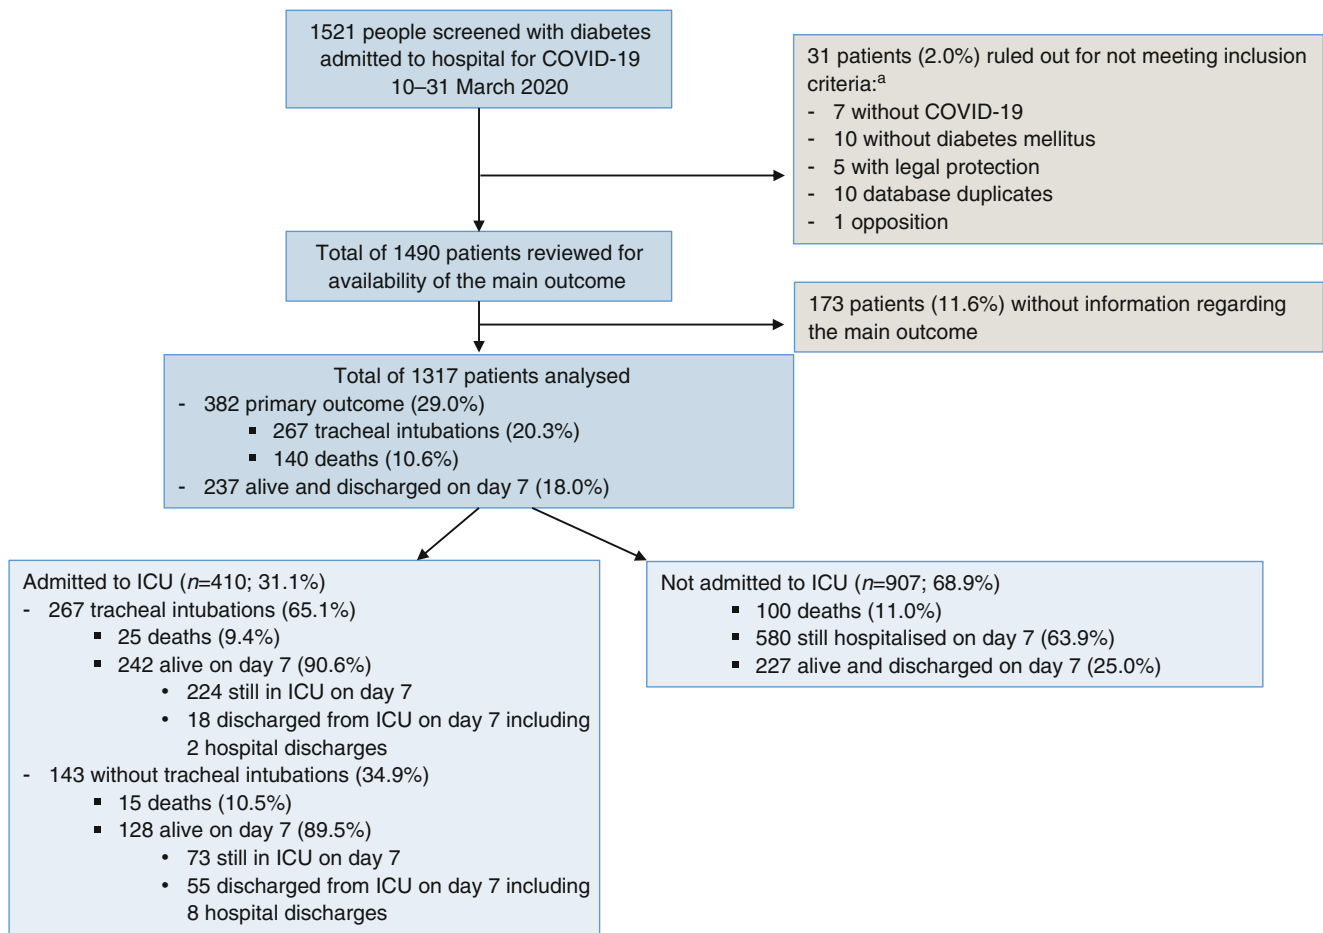 1521 people screened with diabetes
admitted to hospital for COVID-19
10–31 March 2020
31 patients (2.0%) ruled out for not meeting inclusion
criteria:a
- 7 without COVID-19
- 10 without diabetes mellitus
- 5 with legal protection
- 10 database duplicates
- 1 opposition
Total of 1490 patients reviewed for
availability of the main outcome
173 patients (11.6%) without information regarding
the main outcome
Total of 1317 patients analysed
- 382 primary outcome (29.0%)
▪ 267 tracheal intubations (20.3%)
▪ 140 deaths (10.6%)
- 237 alive and discharged on day 7 (18.0%)
Admitted to ICU (n=410; 31.1%)
- 267 tracheal intubations (65.1%)
▪ 25 deaths (9.4%)
▪ 242 alive on day 7 (90.6%)
• 224 still in ICU on day 7
• 18 discharged from ICU on day 7 including
2 hospital discharges
- 143 without tracheal intubations (34.9%)
▪ 15 deaths (10.5%)
▪ 128 alive on day 7 (89.5%)
• 73 still in ICU on day 7
• 55 discharged from ICU on day 7 including
8 hospital discharges
Not admitted to ICU (n=907; 68.9%)
▪ 100 deaths (11.0%)
▪ 580 still hospitalised on day 7 (63.9%)
▪ 227 alive and discharged on day 7 (25.0%)